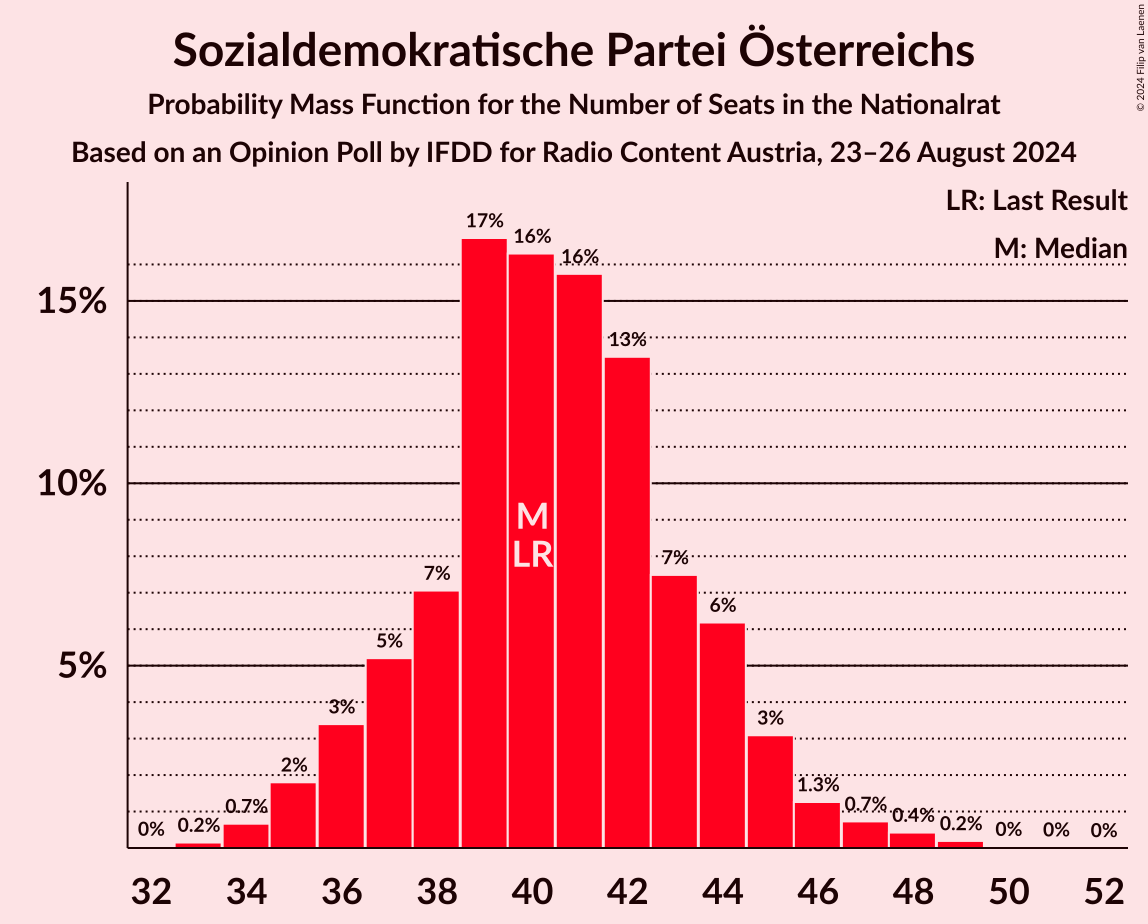 Sozialdemokratische Partei Österreichs
Probability Mass Function for the Number of Seats in the Nationalrat
Based on an Opinion Poll by IFDD for Radio Content Austria, 23–26 August 2024
© 2024 Filip van Laenen
LR: Last Result
M: Median
15%
10%
5%
0%
0.2%
0.7%
2%
3%
5%
7%
17%
16%
16%
13%
7%
6%
3%
1.3%
0.7%
0.4%
0.2%
0%
0%
0%
M
LR
32 34 36 38 40 42 44 46 48 50 52